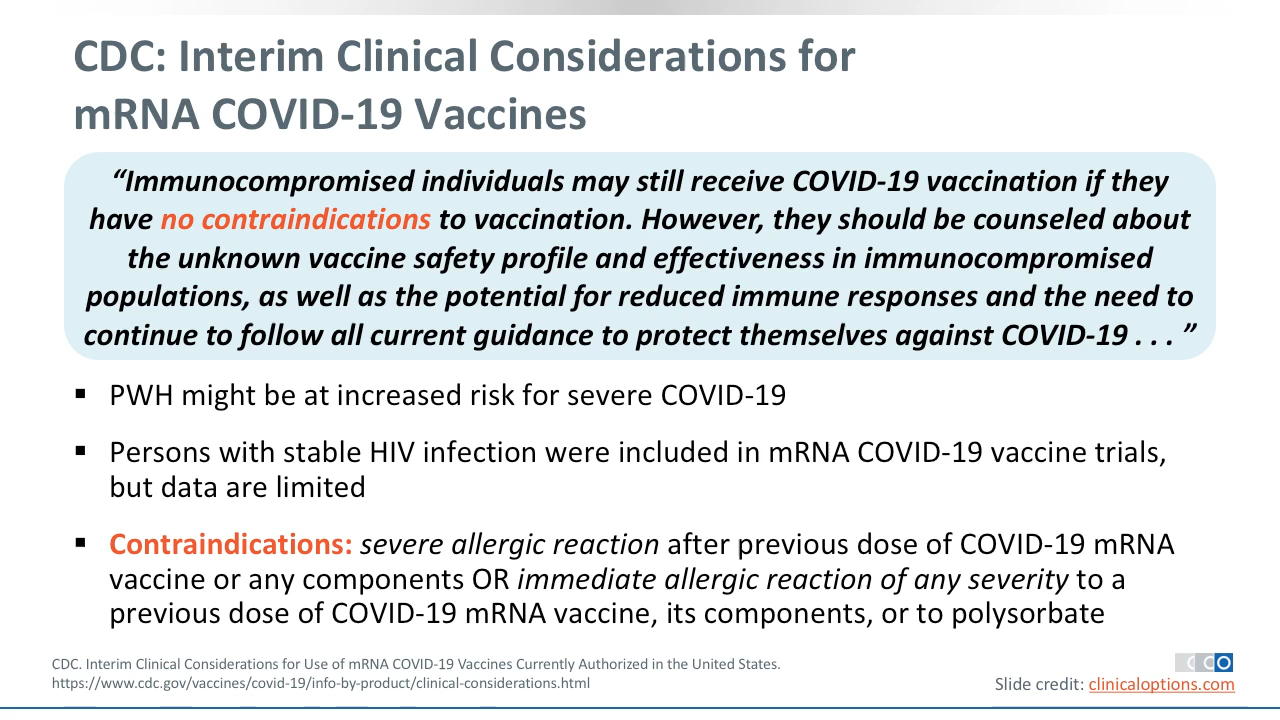 CDC: Interim Clinical Considerations for
mRNA COVID-19 Vaccines
“Immunocompromised individuals may still receive COVID-19 vaccination if they
have no contraindications to vaccination. However, they should be counseled about
the unknown vaccine safety profile and effectiveness in immunocompromised
populations, as well as the potential for reduced immune responses and the need to
continue to follow all current guidance to protect themselves against COVID-19 . . . ”
▪ PWH might be at increased risk for severe COVID-19
▪ Persons with stable HIV infection were included in mRNA COVID-19 vaccine trials,
but data are limited
▪ Contraindications: severe allergic reaction after previous dose of COVID-19 mRNA
vaccine or any components OR immediate allergic reaction of any severity to a
previous dose of COVID-19 mRNA vaccine, its components, or to polysorbate
CDC. Interim Clinical Considerations for Use of mRNA COVID-19 Vaccines Currently Authorized in the United States.
https://www.cdc.gov/vaccines/covid-19/info-by-product/clinical-considerations.html
CCO
Slide credit: clinicaloptions.com